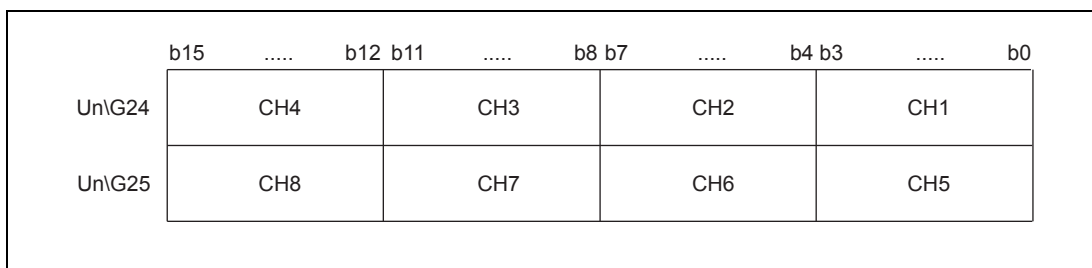 b15 ..... b12 b11 ..... b8 b7 ..... b4 b3 ..... b0
Un\G24 CH4 CH3 CH2 CH1
Un\G25 CH8 CH7 CH6 CH5